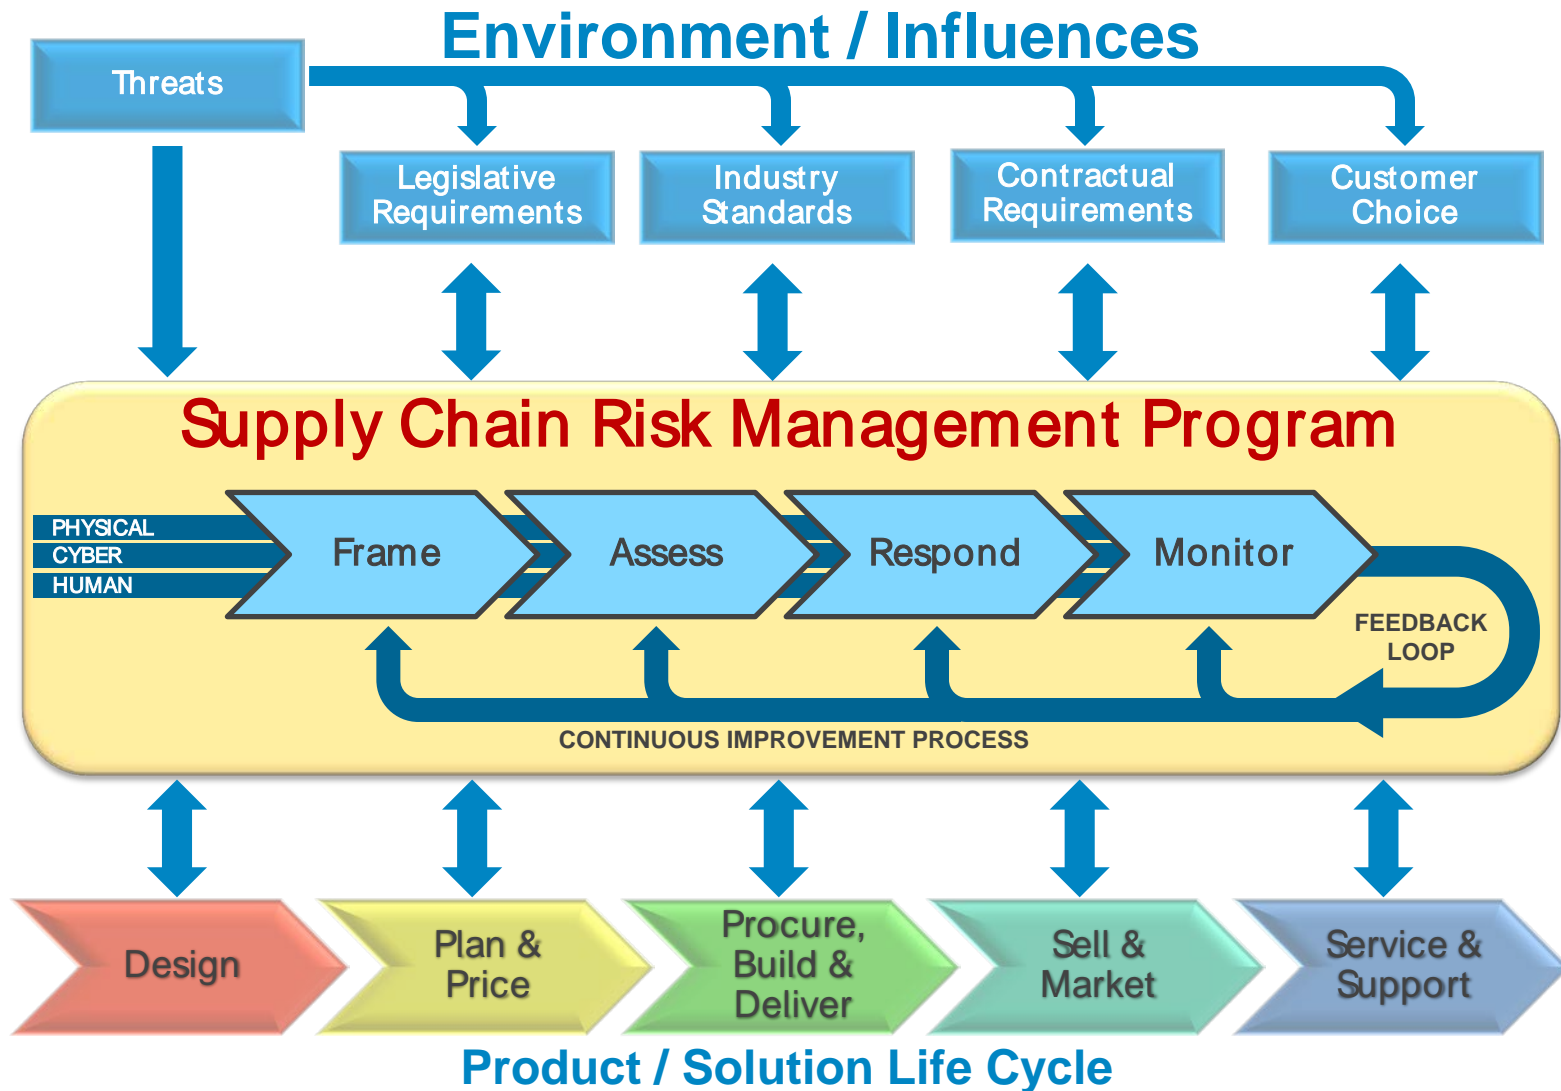 Environment / Influences
Threats
Legislative
Requirements
Industry
Standards
Contractual
Requirements
Customer
Choice
Supply Chain Risk Management Program
PHYSICAL
CYBER
HUMAN
Frame
Assess
Respond
Monitor
FEEDBACK
LOOP
CONTINUOUS IMPROVEMENT PROCESS
Design
Plan &
Price
Procure,
Build &
Deliver
Sell &
Market
Service &
Support
Product / Solution Life Cycle